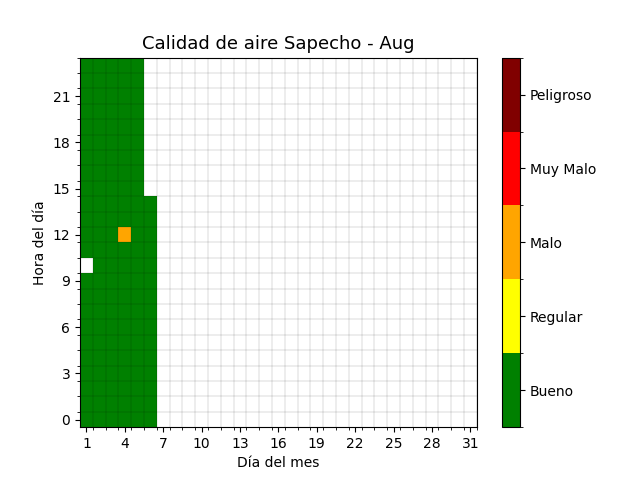 Calidad de aire Sapecho - Aug
Hora del día
21
18
15
12
9
6
3
0
1 4 7 10 13 16 19 22 25 28 31
Día del mes
Peligroso
Muy Malo
Malo
Regular
Bueno